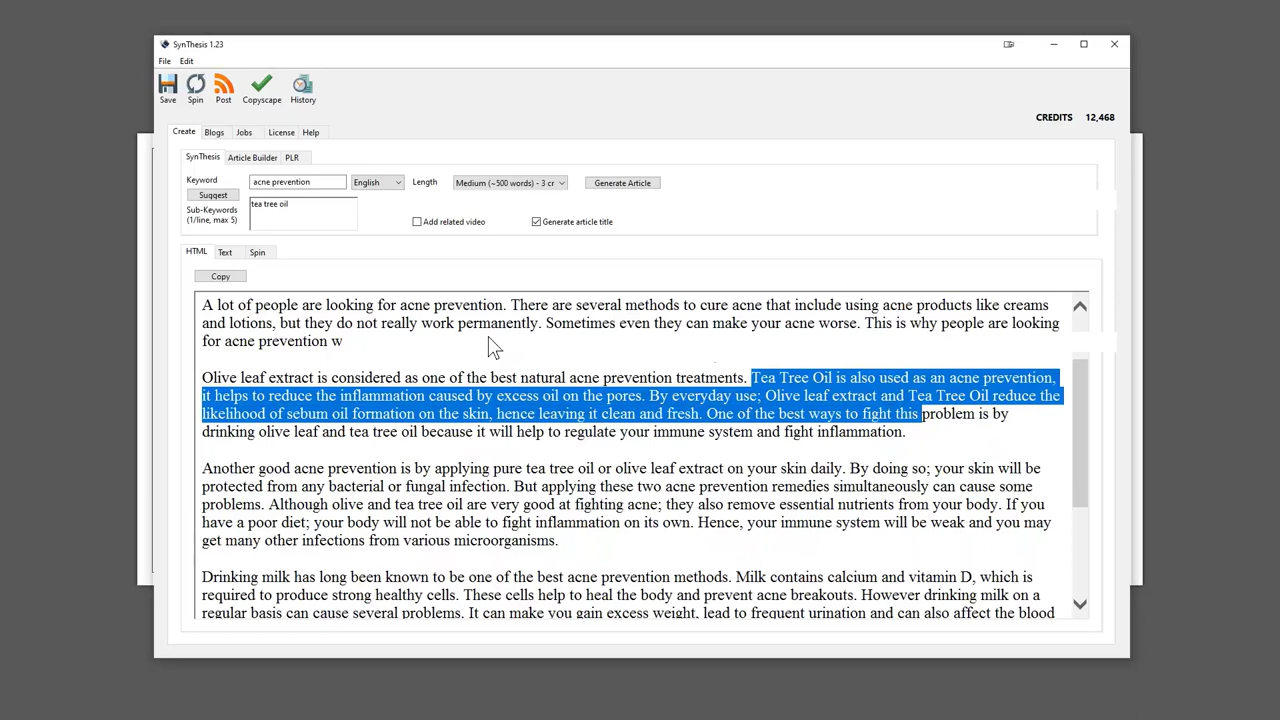 SynThesis 1.23
File Edit
Save Spin Post Copyscape History
CREDITS 12,468
Create Blogs Jobs License Help
SynThesis Article Builder PLR
Keyword acne prevention English Length Medium (~500 words) - 3 cr Generate Article
Suggest
Sub-Keywords
(1/line, max 5)
tea tree oil
Add related video Generate article title
HTML Text Spin
Copy
A lot of people are looking for acne prevention. There are several methods to cure acne that include using acne products like creams
and lotions, but they do not really work permanently. Sometimes even they can make your acne worse. This is why people are looking
for acne prevention w
Olive leaf extract is considered as one of the best natural acne prevention treatments. Tea Tree Oil is also used as an acne prevention,
it helps to reduce the inflammation caused by excess oil on the pores. By everyday use; Olive leaf extract and Tea Tree Oil reduce the
likelihood of sebum oil formation on the skin, hence leaving it clean and fresh. One of the best ways to fight this problem is by
drinking olive leaf and tea tree oil because it will help to regulate your immune system and fight inflammation.
Another good acne prevention is by applying pure tea tree oil or olive leaf extract on your skin daily. By doing so; your skin will be
protected from any bacterial or fungal infection. But applying these two acne prevention remedies simultaneously can cause some
problems. Although olive and tea tree oil are very good at fighting acne; they also remove essential nutrients from your body. If you
have a poor diet; your body will not be able to fight inflammation on its own. Hence, your immune system will be weak and you may
get many other infections from various microorganisms.
Drinking milk has long been known to be one of the best acne prevention methods. Milk contains calcium and vitamin D, which is
required to produce strong healthy cells. These cells help to heal the body and prevent acne breakouts. However drinking milk on a
regular basis can cause several problems. It can make you gain excess weight, lead to frequent urination and can also affect the blood